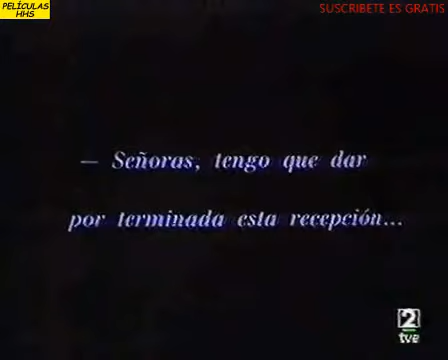 PELÍCULAS
HHS
SUSCRIBETE ES GRATIS
— Señoras, tengo que dar
por terminada esta recepción...
2
tve